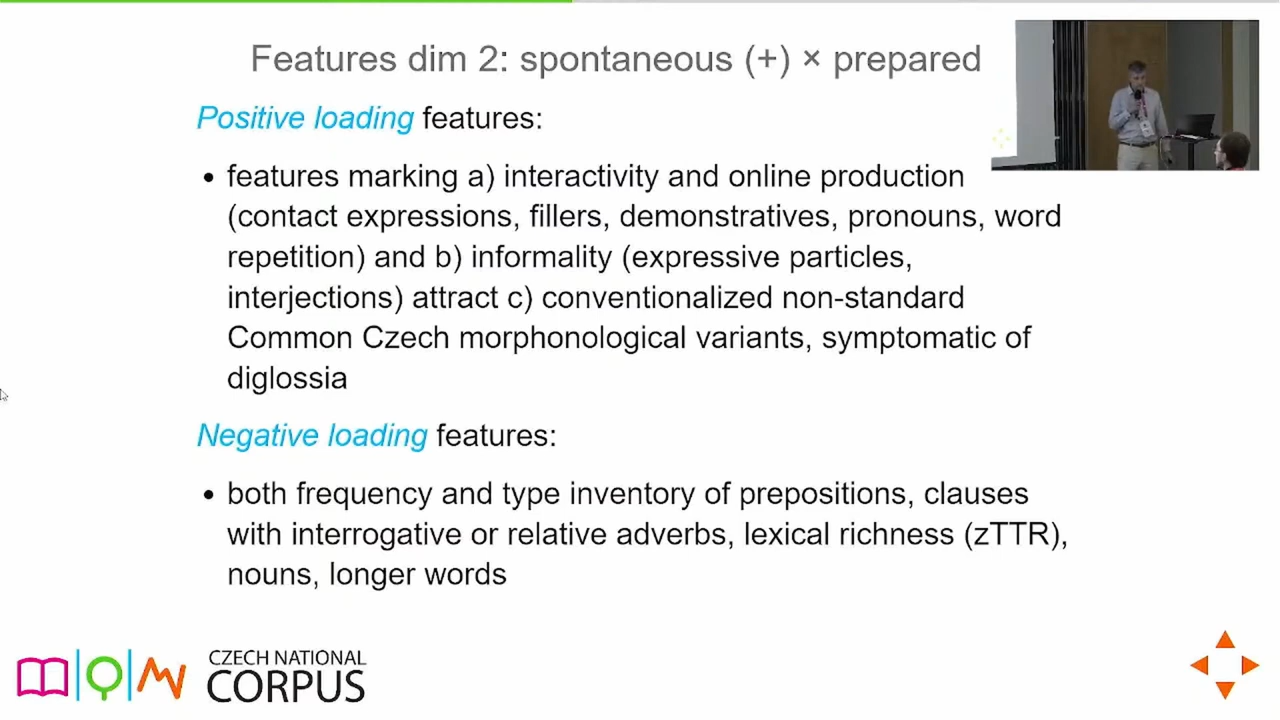 Features dim 2: spontaneous (+) × prepared
Positive loading features:
• features marking a) interactivity and online production
(contact expressions, fillers, demonstratives, pronouns, word
repetition) and b) informality (expressive particles,
interjections) attract c) conventionalized non-standard
Common Czech morphonological variants, symptomatic of
diglossia
Negative loading features:
• both frequency and type inventory of prepositions, clauses
with interrogative or relative adverbs, lexical richness (zTTR),
nouns, longer words
CZECH NATIONAL
CORPUS